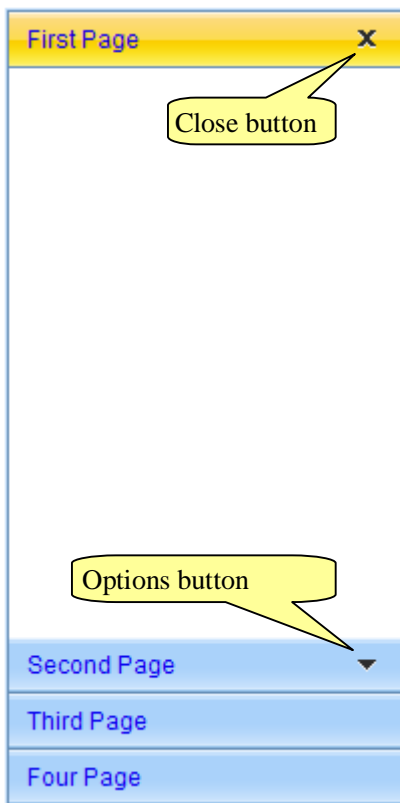 First Page
Close button
Options button
Second Page
Third Page
Four Page